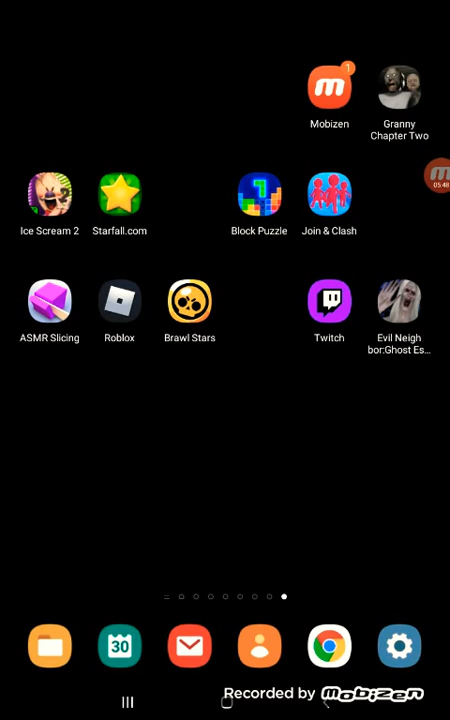 1
Mobizen
Granny
Chapter Two
05:48
Ice Scream 2
Starfall.com
Block Puzzle
Join & Clash
ASMR Slicing
Roblox
Brawl Stars
Twitch
Evil Neigh
bor:Ghost Es...
30
Recorded by mobizen